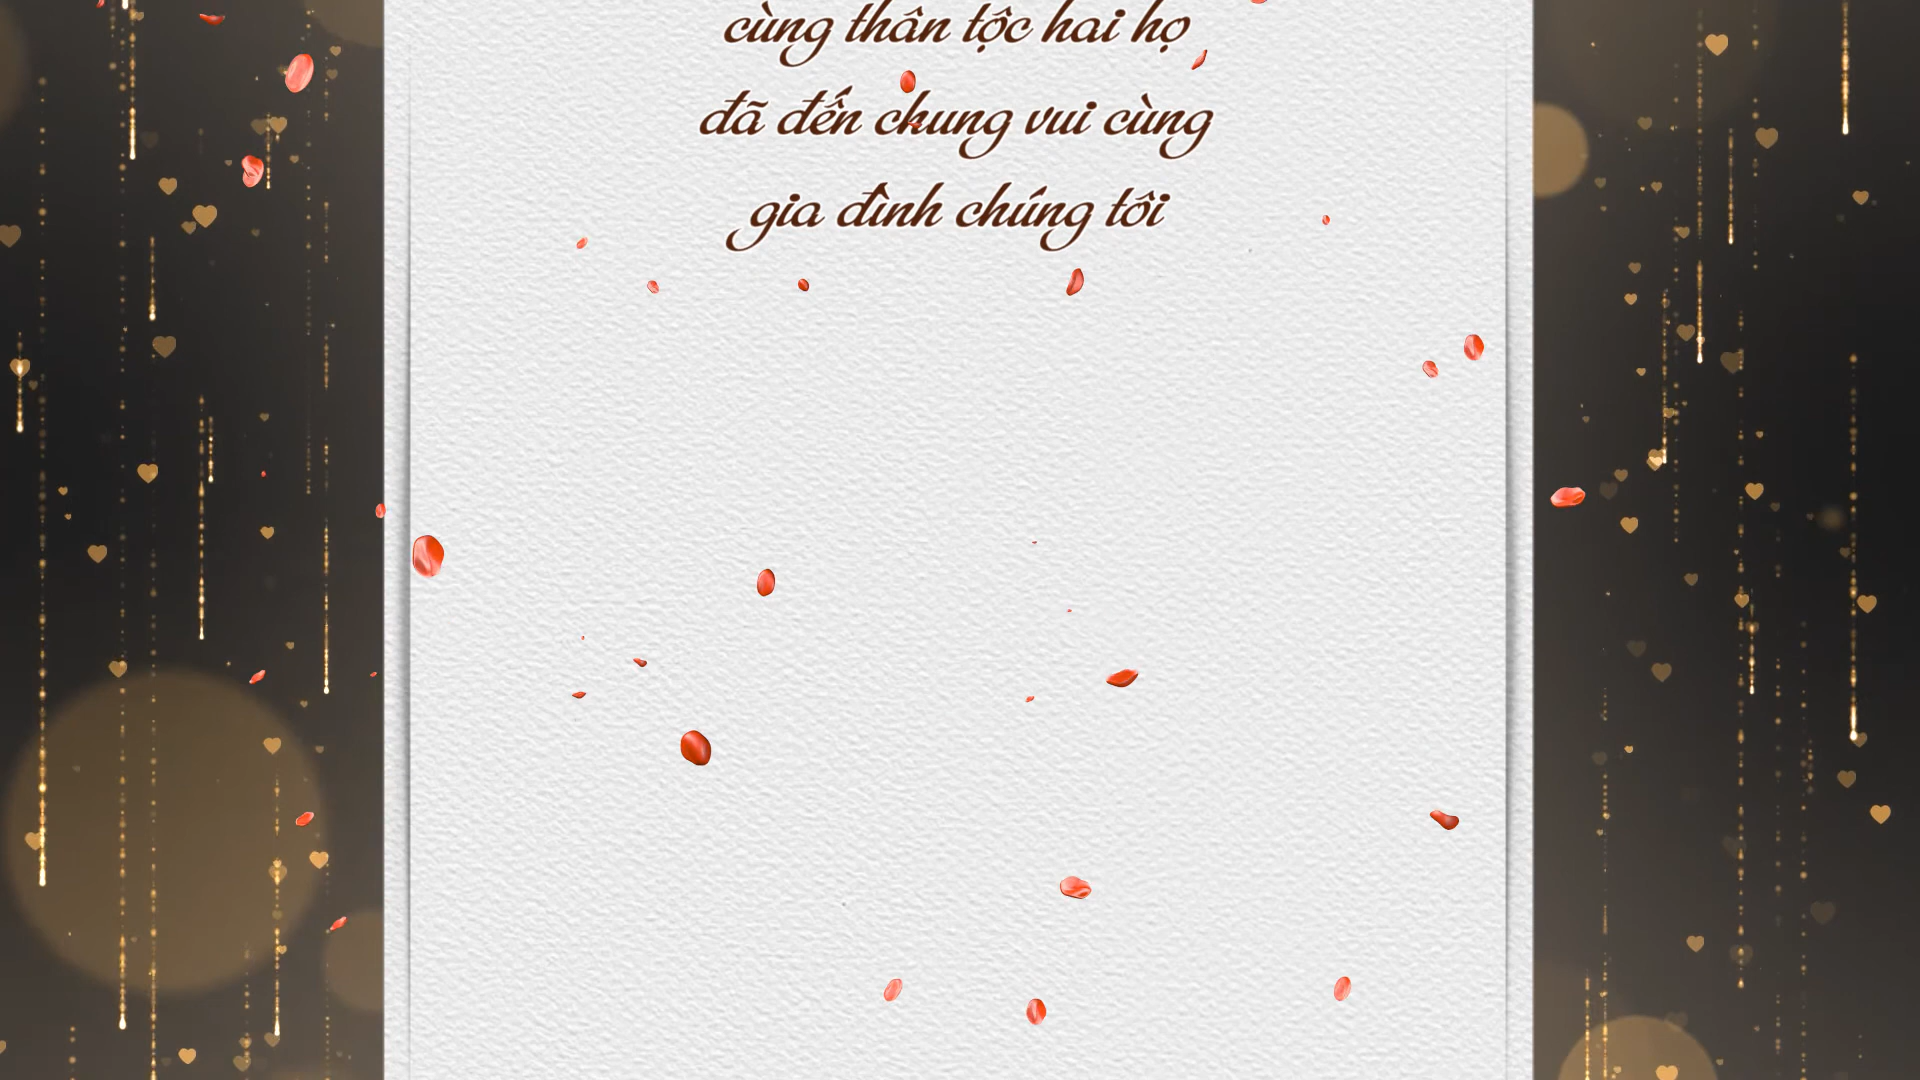 cùng thân tộc hai họ
đã đến chung vui cùng
gia đình chúng tôi